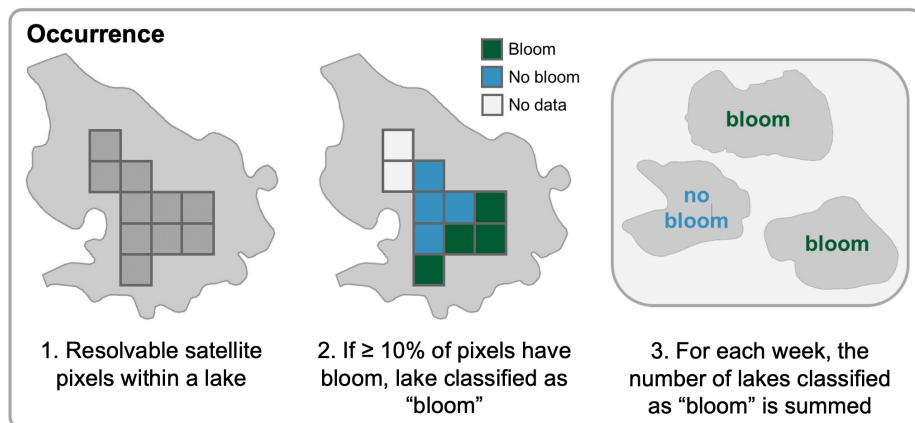 Occurrence
Bloom
No bloom
No data
bloom
no
bloom
bloom
1. Resolvable satellite
pixels within a lake
2. If ≥ 10% of pixels have
bloom, lake classified as
“bloom”
3. For each week, the
number of lakes classified
as “bloom” is summed